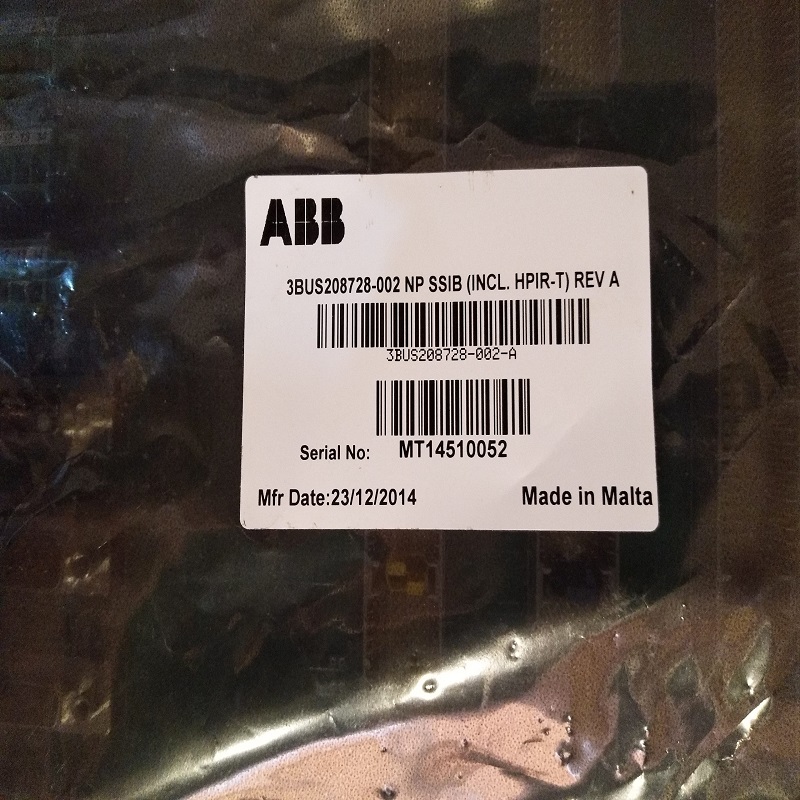 ABB
3BUS208728-002 NP SSIB (INCL. HPIR-T) REV A
3BUS208728-002-A
Serial No: MT14510052
Mfr Date:23/12/2014 Made in Malta